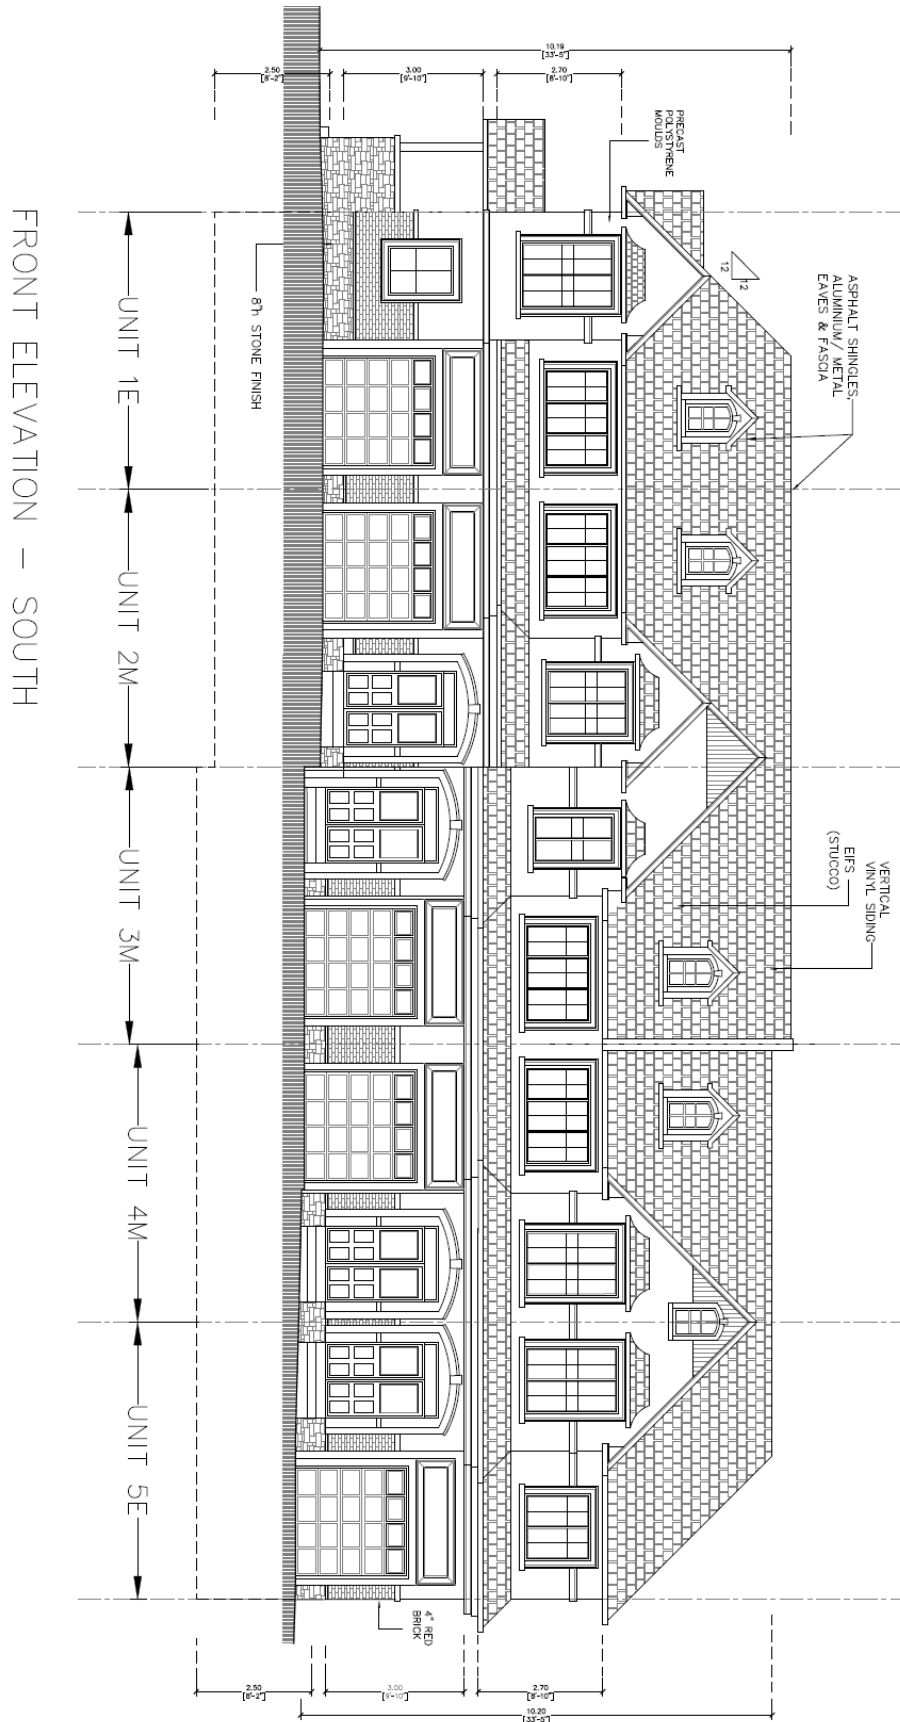 10.19
[33'-5"]
2.50
[8'-2"]
3.00
[9'-10"]
2.70
[8'-10"]
PRECAST
POLYSTYRENE
MOULDS
12
12
ASPHALT SHINGLES,
ALUMINIUM/ METAL
EAVES & FASCIA
VERTICAL
VINYL SIDING
EIFS
(STUCCO)
8"h STONE FINISH
4" RED
BRICK
UNIT 1E
UNIT 2M
UNIT 3M
UNIT 4M
UNIT 5E
2.50
[8'-2"]
3.00
[9'-10"]
2.70
[8'-10"]
10.20
[33'-5"]
FRONT ELEVATION - SOUTH